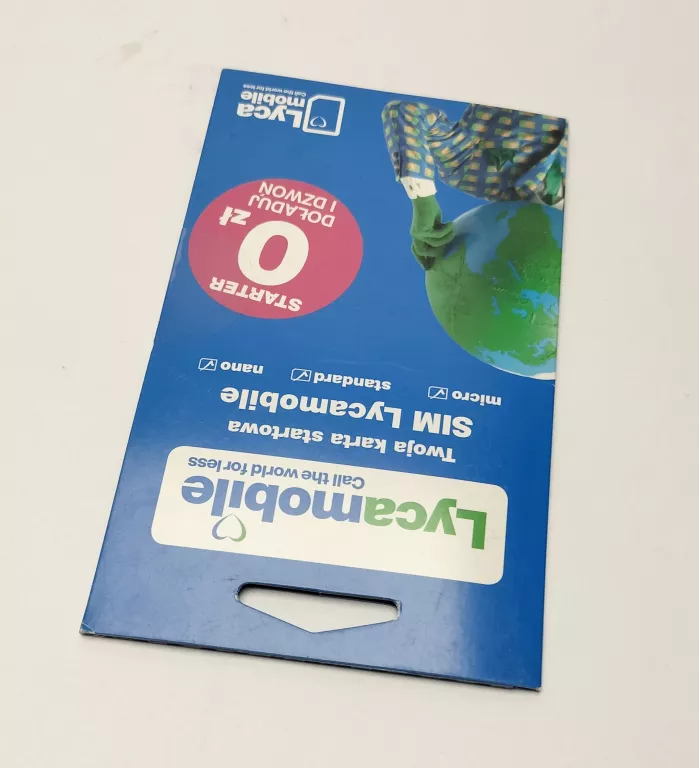 Lycamobile
Call the world for less
Twoja karta startowa
SIM Lycamobile
micro
standard
nano
STARTER
0 zł
DOŁADUJ
I DZWOŃ
Lyca
mobile
Call the world for less